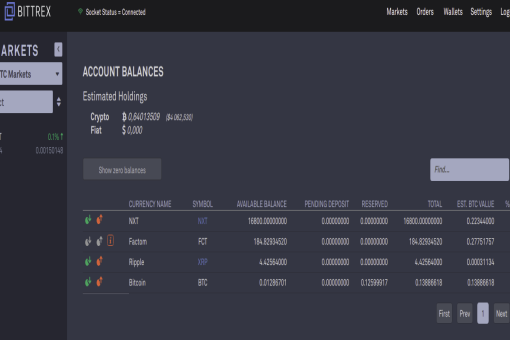 BITTREX
Socket Status = Connected
Markets Orders Wallets Settings Log
ARKETS
TC Markets
ct
T 0.1% ↑
4 0.00150148
ACCOUNT BALANCES
Estimated Holdings
Crypto ₿ 0,64013509 ($4 062,530)
Fiat $ 0,000
Show zero balances
Find...
CURRENCY NAME SYMBOL AVAILABLE BALANCE PENDING DEPOSIT RESERVED TOTAL EST. BTC VALUE %
NXT NXT 16800.00000000 0.00000000 0.00000000 16800.00000000 0.22344000
Factom FCT 184.82934520 0.00000000 0.00000000 184.82934520 0.27751757
Ripple XRP 4.42564000 0.00000000 0.00000000 4.42564000 0.00031134
Bitcoin BTC 0.01286701 0.00000000 0.12599917 0.13886618 0.13886618
First Prev 1 Next